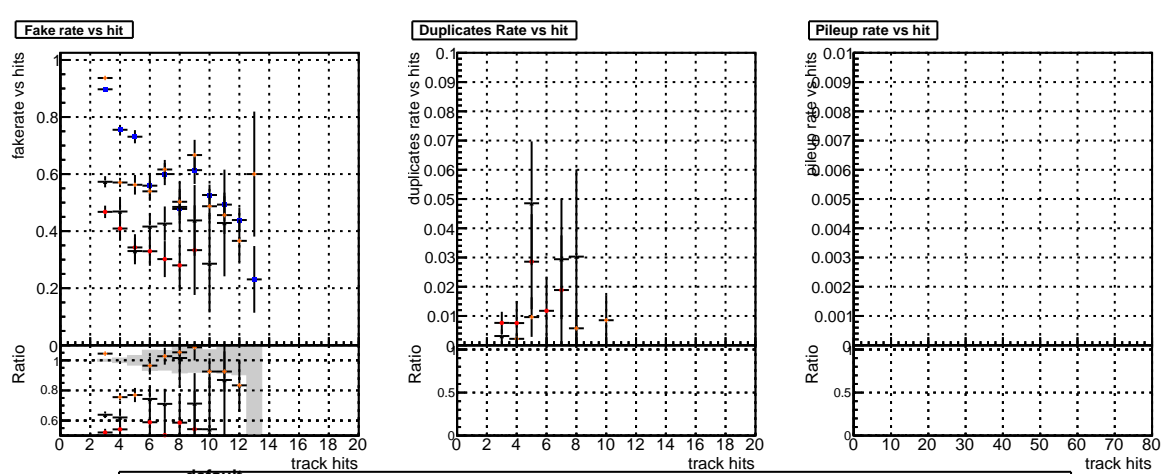 Fake rate vs hit
fakerate vs hits
1
0.8
0.6
0.4
0.2
0
Ratio
1
0.8
0.6
0 2 4 6 8 10 12 14 16 18 20
track hits
Duplicates Rate vs hit
duplicates rate vs hits
0.1
0.09
0.08
0.07
0.06
0.05
0.04
0.03
0.02
0.01
0
Ratio
1
0.5
0
0 2 4 6 8 10 12 14 16 18 20
track hits
Pileup rate vs hit
pileup rate vs hits
0.01
0.009
0.008
0.007
0.006
0.005
0.004
0.003
0.002
0.001
0
Ratio
1
0.5
0
0 10 20 30 40 50 60 70 80
track hits